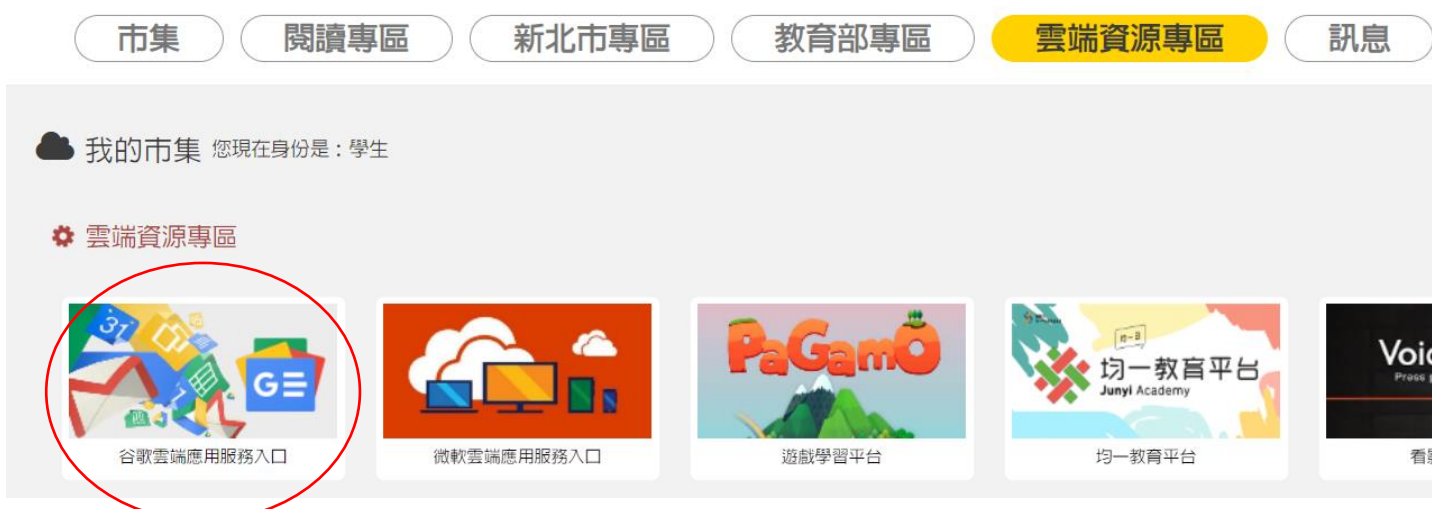 市集
閱讀專區
新北市專區
教育部專區
雲端資源專區
訊息
我的市集 您現在身份是：學生
雲端資源專區
31
G
PaGamO
均一
均一教育平台
Junyi Academy
Press
谷歌雲端應用服務入口
微軟雲端應用服務入口
遊戲學習平台
均一教育平台